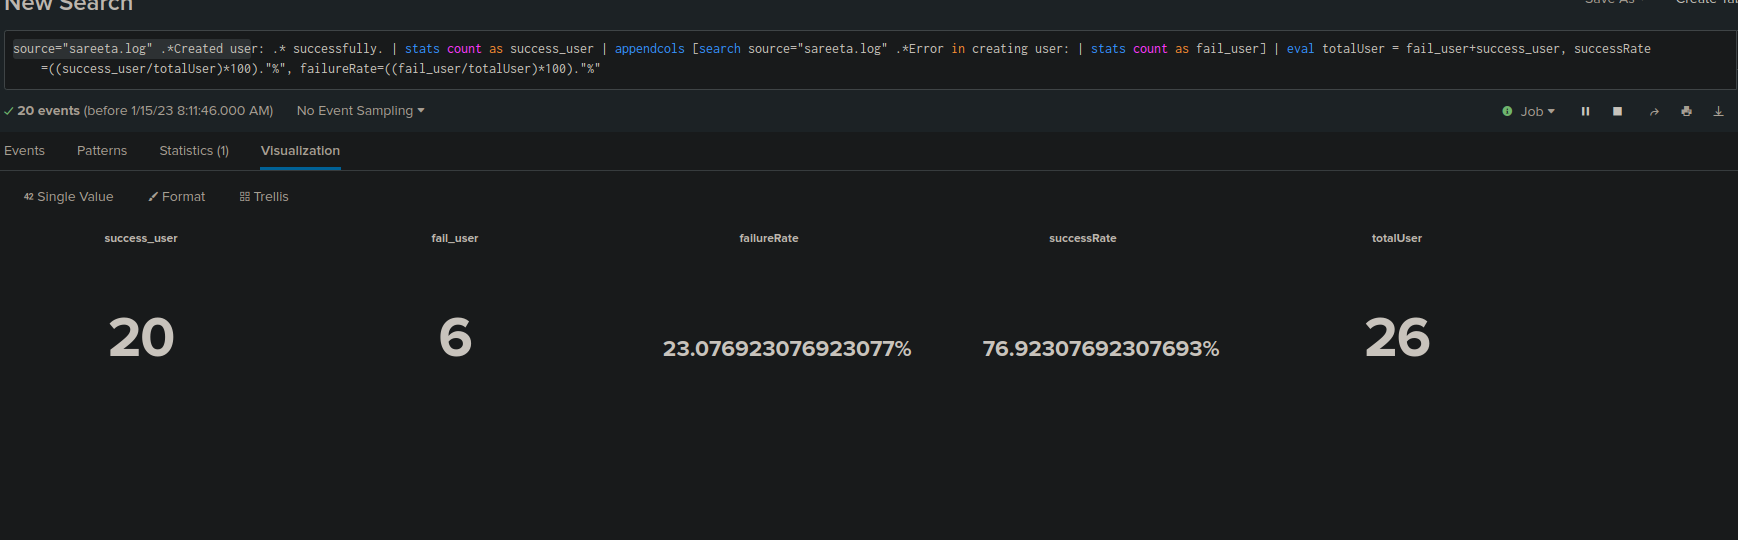 New Search
Save As
Create Ta
source="sareeta.log" .*Created user: .* successfully. | stats count as success_user | appendcols [search source="sareeta.log" .*Error in creating user: | stats count as fail_user] | eval totalUser = fail_user+success_user, successRate
=((success_user/totalUser)*100)."%", failureRate=((fail_user/totalUser)*100)."%"
20 events (before 1/15/23 8:11:46.000 AM)
No Event Sampling
Job
Events
Patterns
Statistics (1)
Visualization
42 Single Value
Format
Trellis
success_user
fail_user
failureRate
successRate
totalUser
20
6
23.076923076923077%
76.92307692307693%
26